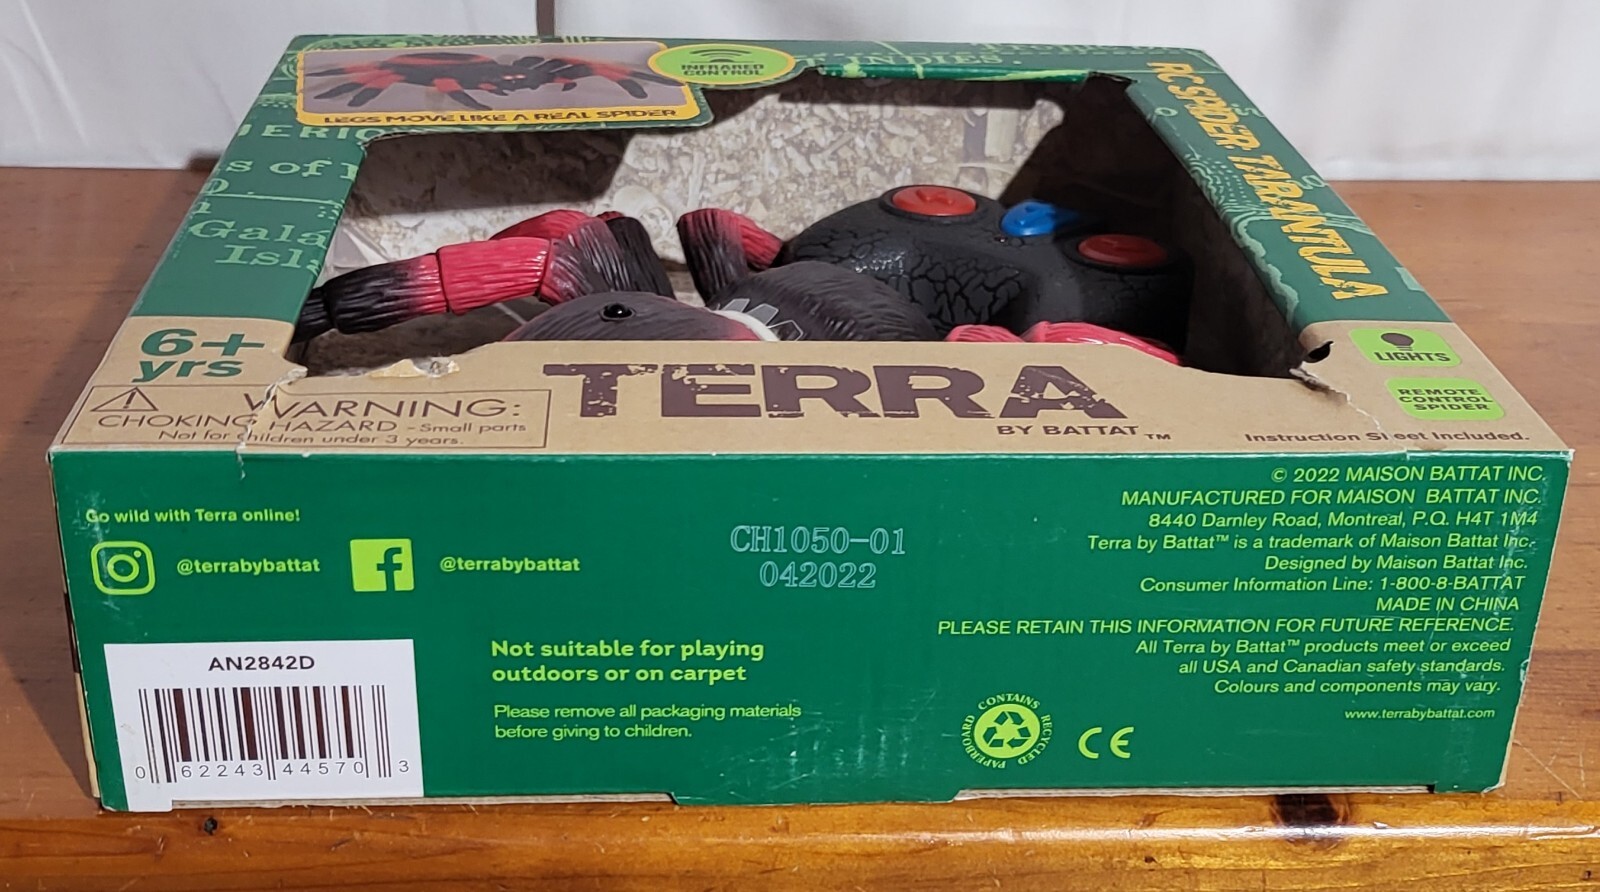 INFRARED
CONTROL
T INDIES.
LEGS MOVE LIKE A REAL SPIDER
RC SPIDER TARANTULA
s of
Gala
Isl
6+
yrs
WARNING:
CHOKING HAZARD - Small parts
Not for children under 3 years.
TERRA
BY BATTAT™
LIGHTS
REMOTE
CONTROL
SPIDER
Instruction S eet Included.
Go wild with Terra online!
@terrabybattat
@terrabybattat
CH1050-01
042022
© 2022 MAISON BATTAT INC.
MANUFACTURED FOR MAISON BATTAT INC.
8440 Darnley Road, Montreal, P.Q. H4T 1M4
Terra by Battat™ is a trademark of Maison Battat Inc.
Designed by Maison Battat Inc.
Consumer Information Line: 1-800-8-BATTAT
MADE IN CHINA
PLEASE RETAIN THIS INFORMATION FOR FUTURE REFERENCE.
All Terra by Battat™ products meet or exceed
all USA and Canadian safety standards.
Colours and components may vary.
www.terrabybattat.com
AN2842D
0 62243 44570 3
Not suitable for playing
outdoors or on carpet
Please remove all packaging materials
before giving to children.
CONTAINS RECYCLED PAPERBOARD
CE